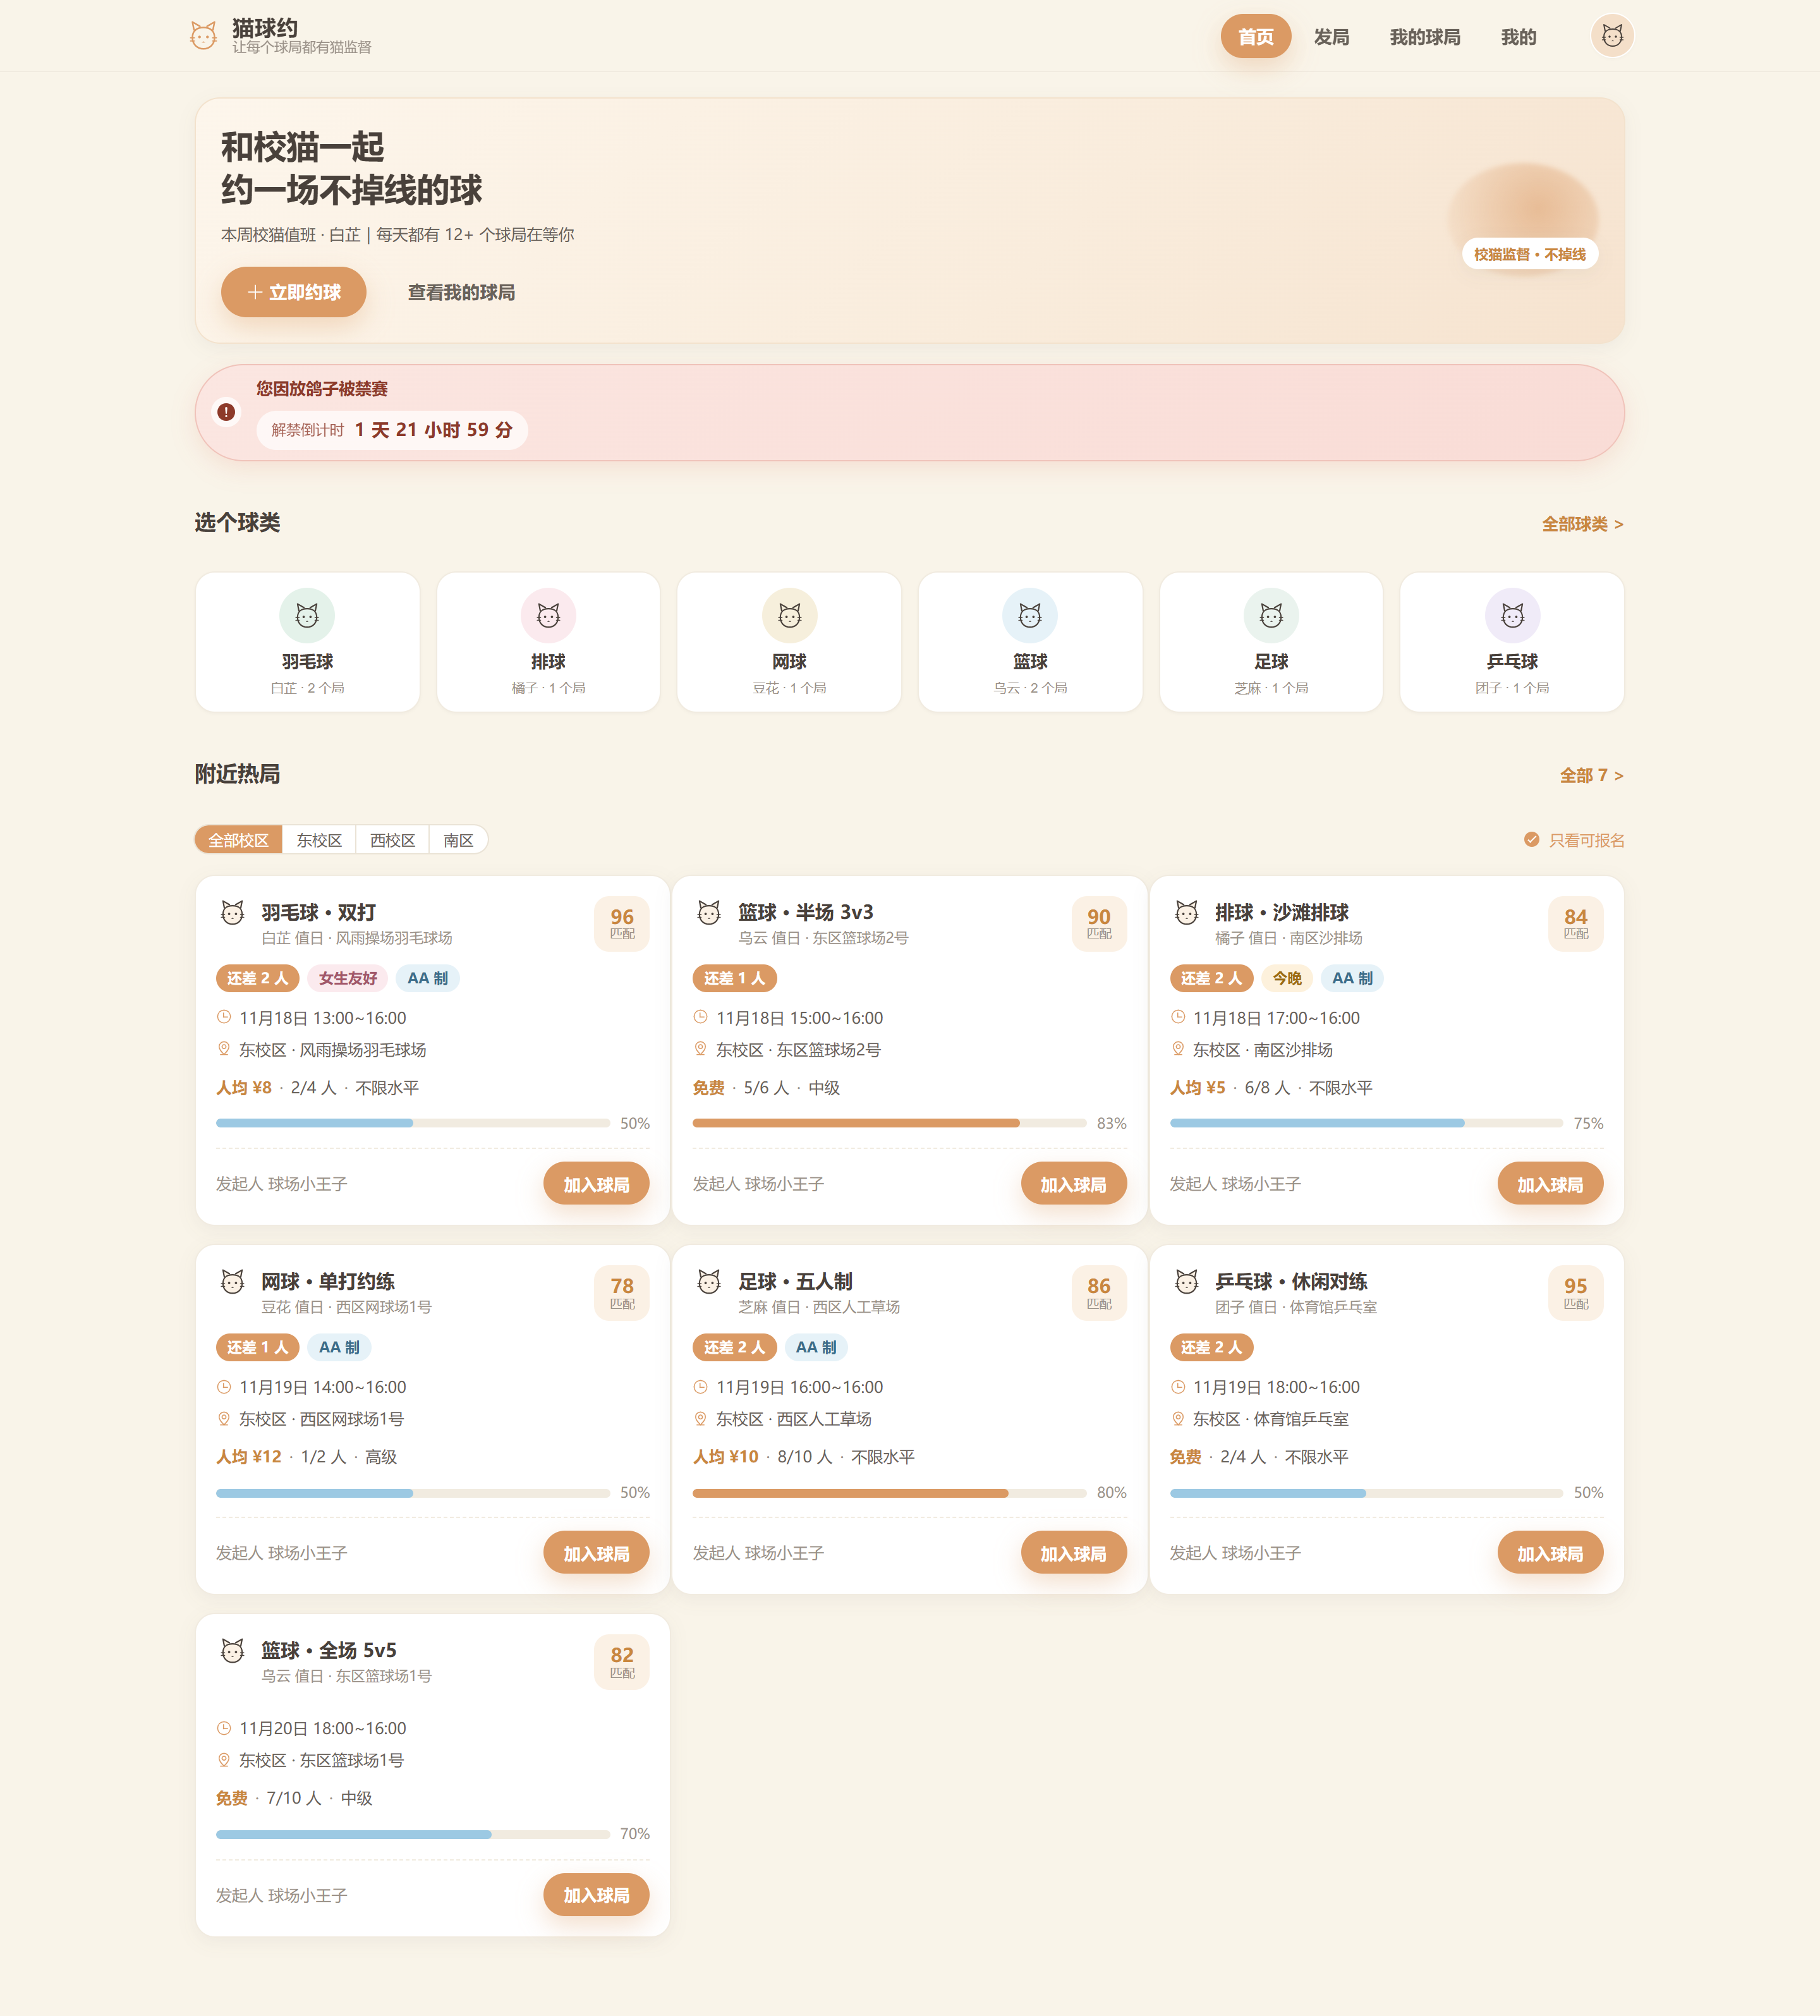 猫球约
让每个球局都有猫监督
首页
发局
我的球局
我的
和校猫一起
约一场不掉线的球
本周校猫值班 · 白芷 | 每天都有 12+ 个球局在等你
+ 立即约球
查看我的球局
校猫监督 • 不掉线
您因放鸽子被禁赛
解禁倒计时 1 天 21 小时 59 分
选个球类
全部球类 >
羽毛球
白芷 · 2 个局
排球
橘子 · 1 个局
网球
豆花 · 1 个局
篮球
乌云 · 2 个局
足球
芝麻 · 1 个局
乒乓球
团子 · 1 个局
附近热局
全部 7 >
全部校区
东校区
西校区
南区
只看可报名
羽毛球 • 双打
白芷 值日 · 风雨操场羽毛球场
96
匹配
还差 2 人
女生友好
AA 制
11月18日 13:00~16:00
东校区 · 风雨操场羽毛球场
人均 ¥8 · 2/4 人 · 不限水平
50%
发起人 球场小王子
加入球局
篮球 • 半场 3v3
乌云 值日 · 东区篮球场2号
90
匹配
还差 1 人
11月18日 15:00~16:00
东校区 · 东区篮球场2号
免费 · 5/6 人 · 中级
83%
发起人 球场小王子
加入球局
排球 • 沙滩排球
橘子 值日 · 南区沙排场
84
匹配
还差 2 人
今晚
AA 制
11月18日 17:00~16:00
东校区 · 南区沙排场
人均 ¥5 · 6/8 人 · 不限水平
75%
发起人 球场小王子
加入球局
网球 • 单打约练
豆花 值日 · 西区网球场1号
78
匹配
还差 1 人
AA 制
11月19日 14:00~16:00
东校区 · 西区网球场1号
人均 ¥12 · 1/2 人 · 高级
50%
发起人 球场小王子
加入球局
足球 • 五人制
芝麻 值日 · 西区人工草场
86
匹配
还差 2 人
AA 制
11月19日 16:00~16:00
东校区 · 西区人工草场
人均 ¥10 · 8/10 人 · 不限水平
80%
发起人 球场小王子
加入球局
乒乓球 • 休闲对练
团子 值日 · 体育馆乒乓室
95
匹配
还差 2 人
11月19日 18:00~16:00
东校区 · 体育馆乒乓室
免费 · 2/4 人 · 不限水平
50%
发起人 球场小王子
加入球局
篮球 • 全场 5v5
乌云 值日 · 东区篮球场1号
82
匹配
11月20日 18:00~16:00
东校区 · 东区篮球场1号
免费 · 7/10 人 · 中级
70%
发起人 球场小王子
加入球局